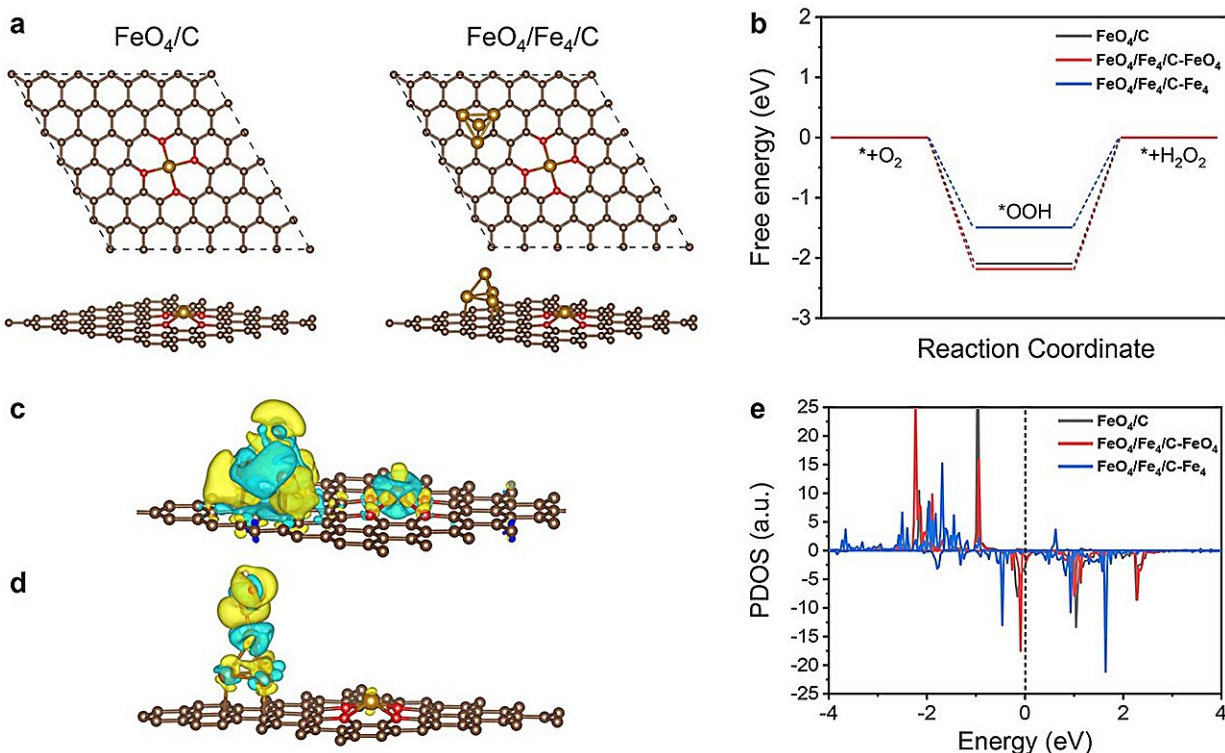 a
FeO₄/C
FeO₄/Fe₄/C
b
2
1
0
-1
-2
-3
Free energy (eV)
FeO₄/C
FeO₄/Fe₄/C-FeO₄
FeO₄/Fe₄/C-Fe₄
*+O₂
*OOH
*+H₂O₂
Reaction Coordinate
c
d
e
25
20
15
10
5
0
-5
-10
-15
-20
-25
PDOS (a.u.)
FeO₄/C
FeO₄/Fe₄/C-FeO₄
FeO₄/Fe₄/C-Fe₄
-4 -2 0 2 4
Energy (eV)